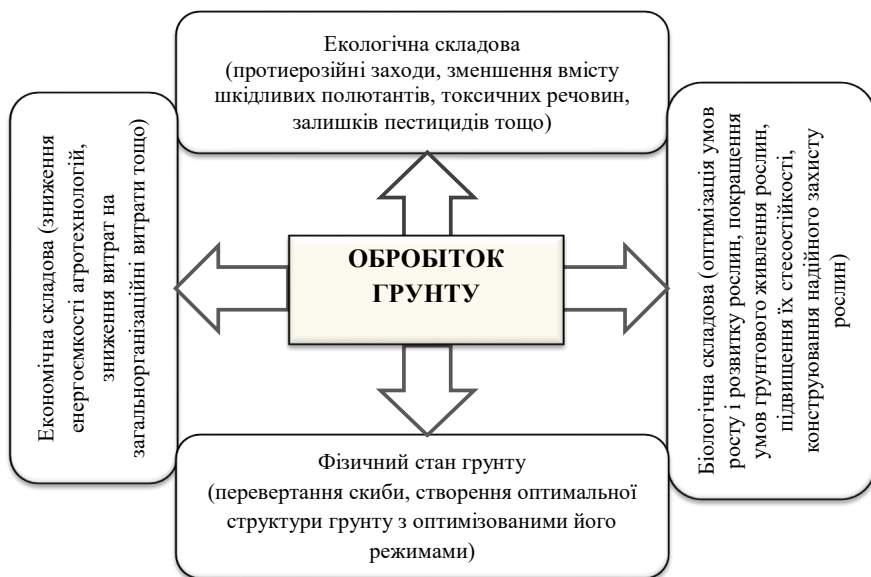 Екологічна складова
(протиерозійні заходи, зменшення вмісту
шкідливих полютантів, токсичних речовин,
залишків пестицидів тощо)
Економічна складова (зниження
енергоємкості агротехнологій,
зниження витрат на
загальнорганізаційні витрати тощо)
ОБРОБІТОК
ГРУНТУ
Біологічна складова (оптимізація умов
росту і розвитку рослин, покращення
умов грунтового живлення рослин,
підвищення їх стесостійкості,
конструювання надійного захисту
рослин)
Фізичний стан грунту
(перевертання скиби, створення оптимальної
структури грунту з оптимізованими його
режимами)